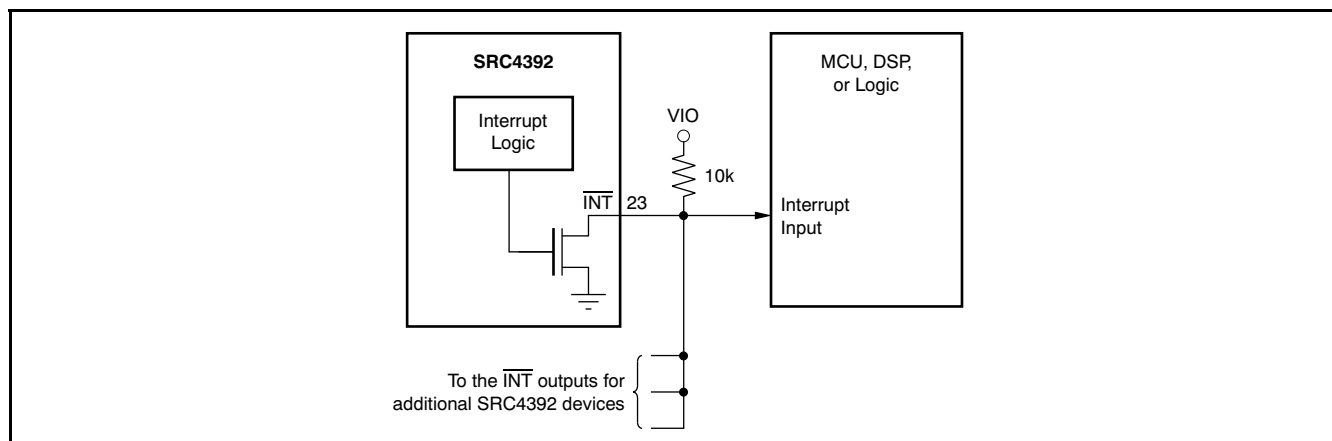 SRC4392
Interrupt
Logic
INT 23
VIO
10k
MCU, DSP,
or Logic
Interrupt
Input
To the INT outputs for
additional SRC4392 devices